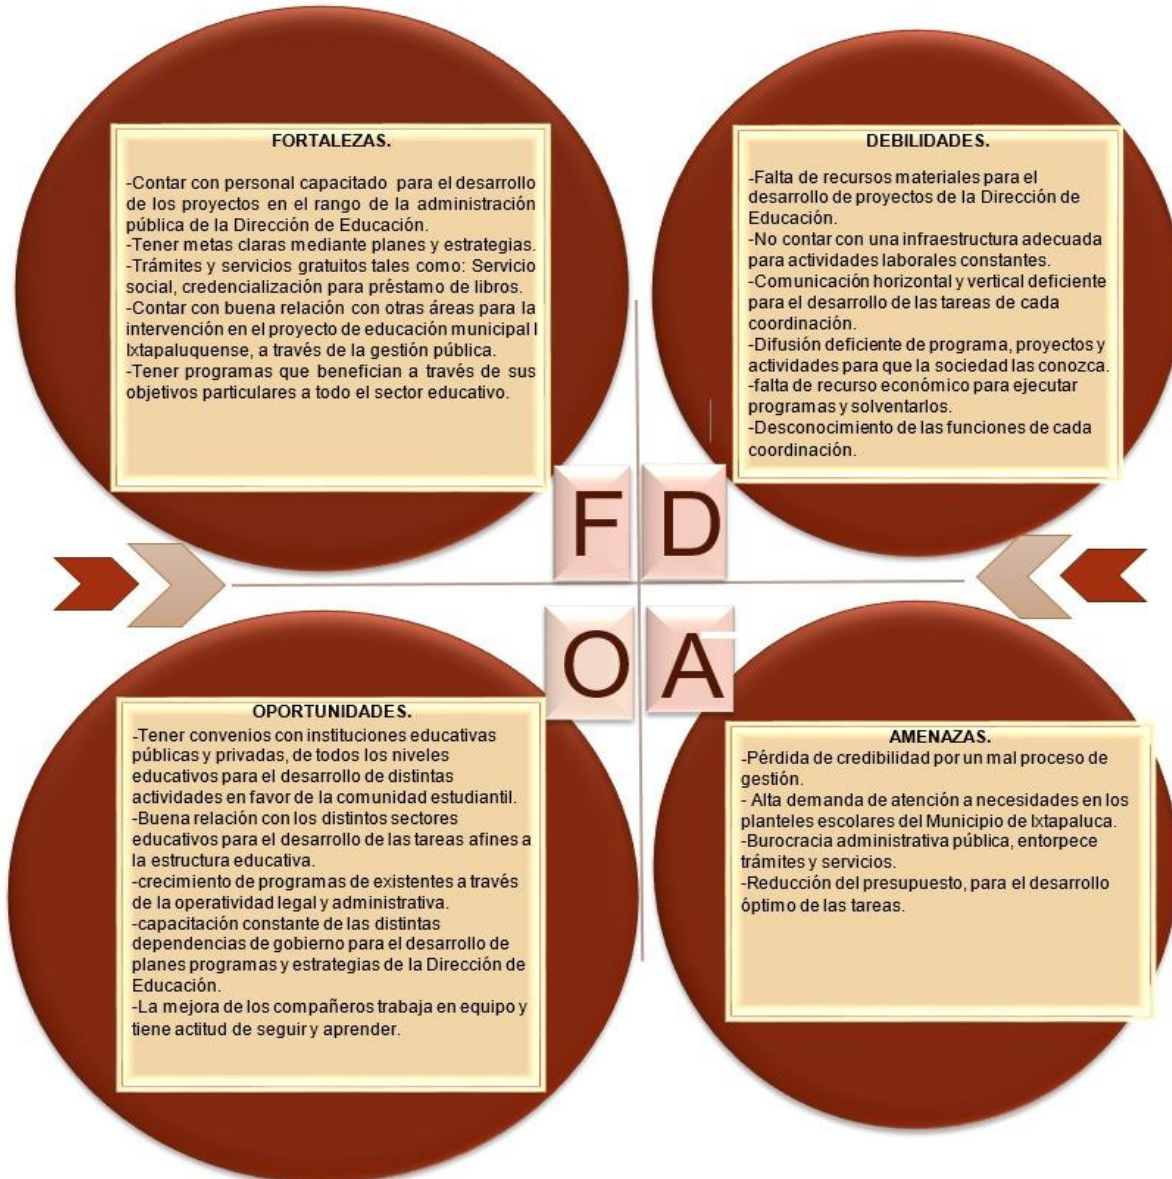 FORTALEZAS.
-Contar con personal capacitado para el desarrollo
de los proyectos en el rango de la administración
pública de la Dirección de Educación.
-Tener metas claras mediante planes y estrategias.
-Trámites y servicios gratuitos tales como: Servicio
social, credencialización para préstamo de libros.
-Contar con buena relación con otras áreas para la
intervención en el proyecto de educación municipal l
Ixtapaluquense, a través de la gestión pública.
-Tener programas que benefician a través de sus
objetivos particulares a todo el sector educativo.
DEBILIDADES.
-Falta de recursos materiales para el
desarrollo de proyectos de la Dirección de
Educación.
-No contar con una infraestructura adecuada
para actividades laborales constantes.
-Comunicación horizontal y vertical deficiente
para el desarrollo de las tareas de cada
coordinación.
-Difusión deficiente de programa, proyectos y
actividades para que la sociedad las conozca.
-falta de recurso económico para ejecutar
programas y solventarlos.
-Desconocimiento de las funciones de cada
coordinación.
F D
O A
OPORTUNIDADES.
-Tener convenios con instituciones educativas
públicas y privadas, de todos los niveles
educativos para el desarrollo de distintas
actividades en favor de la comunidad estudiantil.
-Buena relación con los distintos sectores
educativos para el desarrollo de las tareas afines a
la estructura educativa.
-crecimiento de programas de existentes a través
de la operatividad legal y administrativa.
-capacitación constante de las distintas
dependencias de gobierno para el desarrollo de
planes programas y estrategias de la Dirección de
Educación.
-La mejora de los compañeros trabaja en equipo y
tiene actitud de seguir y aprender.
AMENAZAS.
-Pérdida de credibilidad por un mal proceso de
gestión.
- Alta demanda de atención a necesidades en los
planteles escolares del Municipio de Ixtapaluca.
-Burocracia administrativa pública, entorpece
trámites y servicios.
-Reducción del presupuesto, para el desarrollo
óptimo de las tareas.